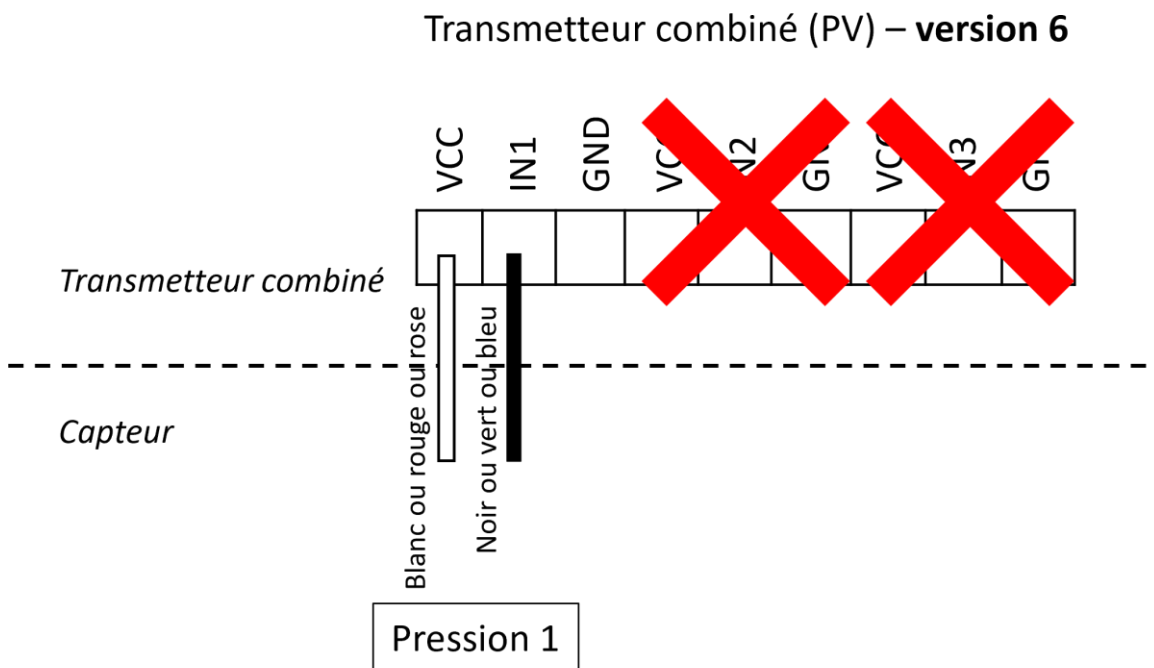 Transmetteur combiné (PV) – version 6
VCC
IN1
GND
Transmetteur combiné
Blanc ou rouge ou rose
Noir ou vert ou bleu
Capteur
Pression 1